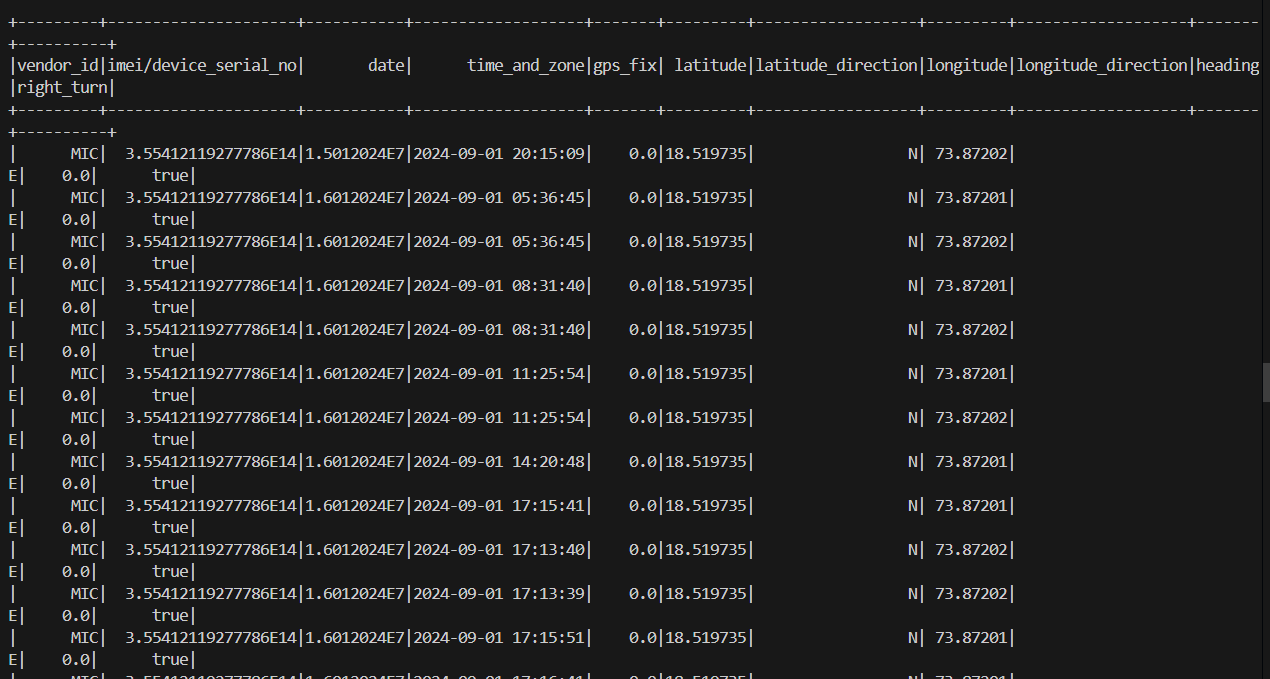 +---------+---------------------+-----------+-------------------+-------+---------+------------------+---------+-------------------+-------
+----------+
|vendor_id|imei/device_serial_no|       date|      time_and_zone|gps_fix| latitude|latitude_direction|longitude|longitude_direction|heading
|right_turn|
+---------+---------------------+-----------+-------------------+-------+---------+------------------+---------+-------------------+-------
+----------+
|      MIC|  3.55412119277786E14|1.5012024E7|2024-09-01 20:15:09|    0.0|18.519735|                 N| 73.87202|
E|    0.0|      true|
|      MIC|  3.55412119277786E14|1.6012024E7|2024-09-01 05:36:45|    0.0|18.519735|                 N| 73.87201|
E|    0.0|      true|
|      MIC|  3.55412119277786E14|1.6012024E7|2024-09-01 05:36:45|    0.0|18.519735|                 N| 73.87202|
E|    0.0|      true|
|      MIC|  3.55412119277786E14|1.6012024E7|2024-09-01 08:31:40|    0.0|18.519735|                 N| 73.87201|
E|    0.0|      true|
|      MIC|  3.55412119277786E14|1.6012024E7|2024-09-01 08:31:40|    0.0|18.519735|                 N| 73.87202|
E|    0.0|      true|
|      MIC|  3.55412119277786E14|1.6012024E7|2024-09-01 11:25:54|    0.0|18.519735|                 N| 73.87201|
E|    0.0|      true|
|      MIC|  3.55412119277786E14|1.6012024E7|2024-09-01 11:25:54|    0.0|18.519735|                 N| 73.87202|
E|    0.0|      true|
|      MIC|  3.55412119277786E14|1.6012024E7|2024-09-01 14:20:48|    0.0|18.519735|                 N| 73.87201|
E|    0.0|      true|
|      MIC|  3.55412119277786E14|1.6012024E7|2024-09-01 17:15:41|    0.0|18.519735|                 N| 73.87201|
E|    0.0|      true|
|      MIC|  3.55412119277786E14|1.6012024E7|2024-09-01 17:13:40|    0.0|18.519735|                 N| 73.87202|
E|    0.0|      true|
|      MIC|  3.55412119277786E14|1.6012024E7|2024-09-01 17:13:39|    0.0|18.519735|                 N| 73.87202|
E|    0.0|      true|
|      MIC|  3.55412119277786E14|1.6012024E7|2024-09-01 17:15:51|    0.0|18.519735|                 N| 73.87201|
E|    0.0|      true|